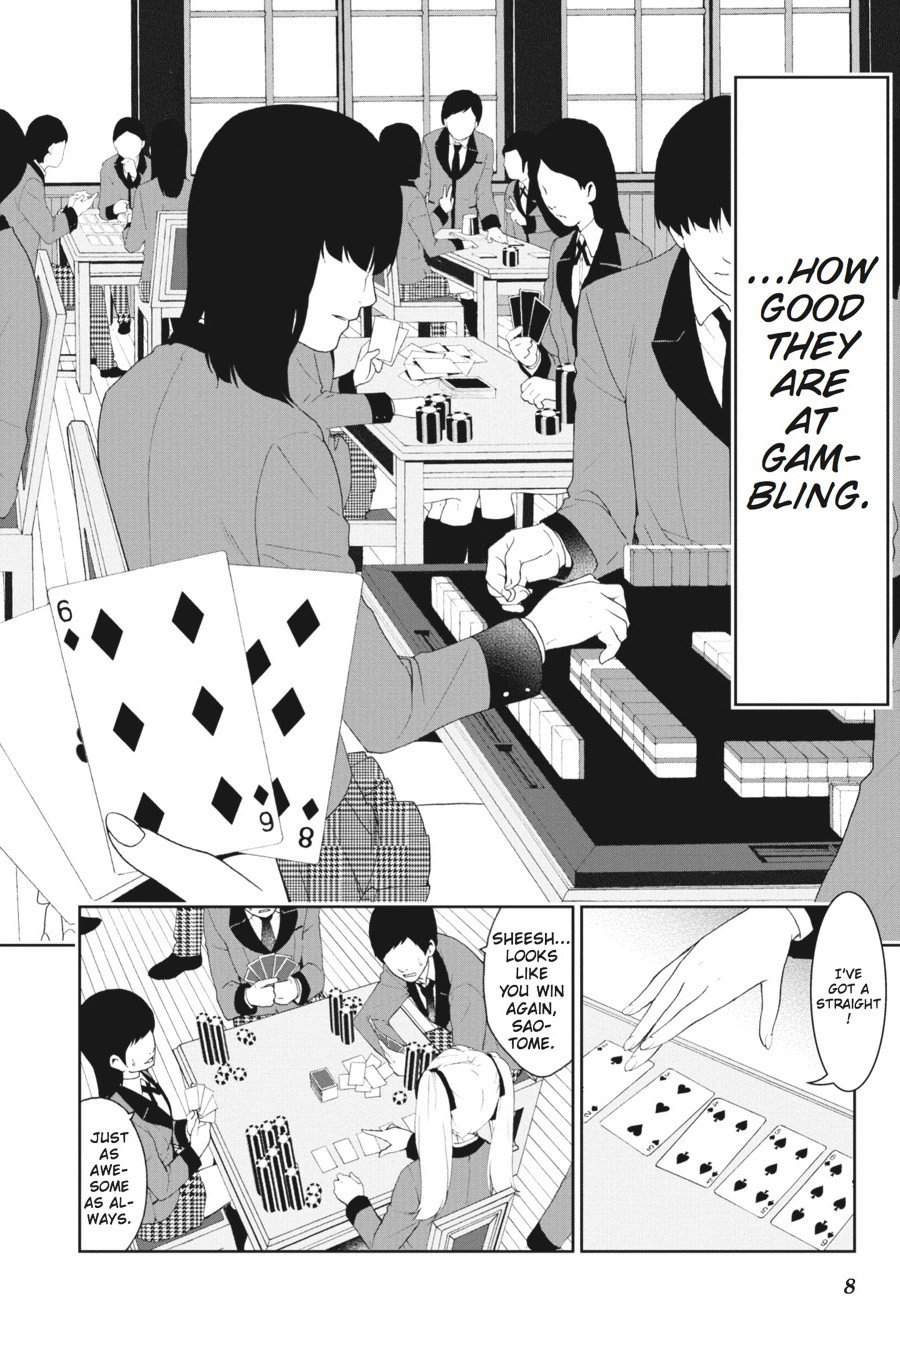 ...HOW
GOOD
THEY
ARE
AT
GAM-
BLING.
6
9
8
I'VE
GOT A
STRAIGHT
!
SHEESH...
LOOKS
LIKE
YOU WIN
AGAIN,
SAO-
TOME.
JUST
AS
AWE-
SOME
AS AL-
WAYS.
8